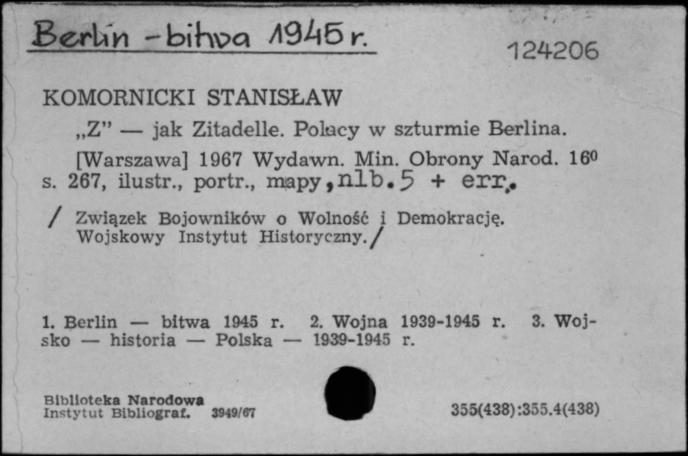 Berlin - bitwa 1945 r.
124206
KOMORNICKI STANISŁAW
„Z” — jak Zitadelle. Polacy w szturmie Berlina.
[Warszawa] 1967 Wydawn. Min. Obrony Narod. 16⁰
s. 267, ilustr., portr., mapy, nlb. 5 + err.
/ Związek Bojowników o Wolność i Demokrację.
Wojskowy Instytut Historyczny. /
1. Berlin — bitwa 1945 r. 2. Wojna 1939-1945 r. 3. Woj-
sko — historia — Polska — 1939-1945 r.
Biblioteka Narodowa
Instytut Bibliograf. 3949/67
355(438):355.4(438)